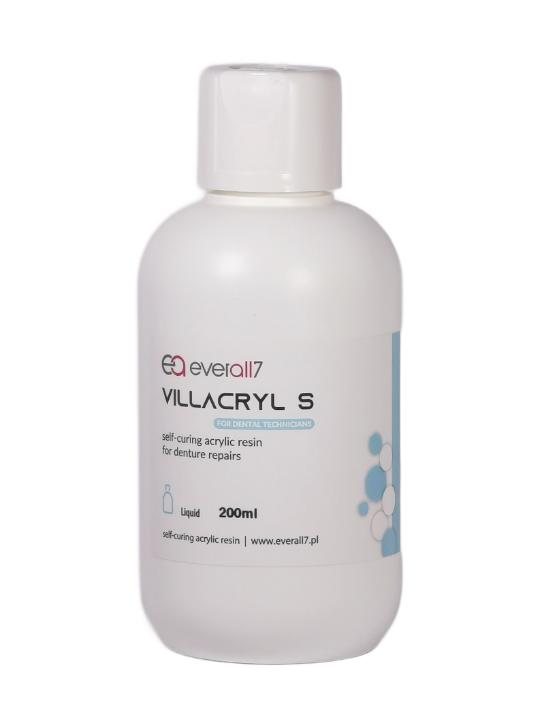 ea everall7
VILLACRYL S
FOR DENTAL TECHNICIANS
self-curing acrylic resin
for denture repairs
Liquid 200ml
self-curing acrylic resin | www.everall7.pl